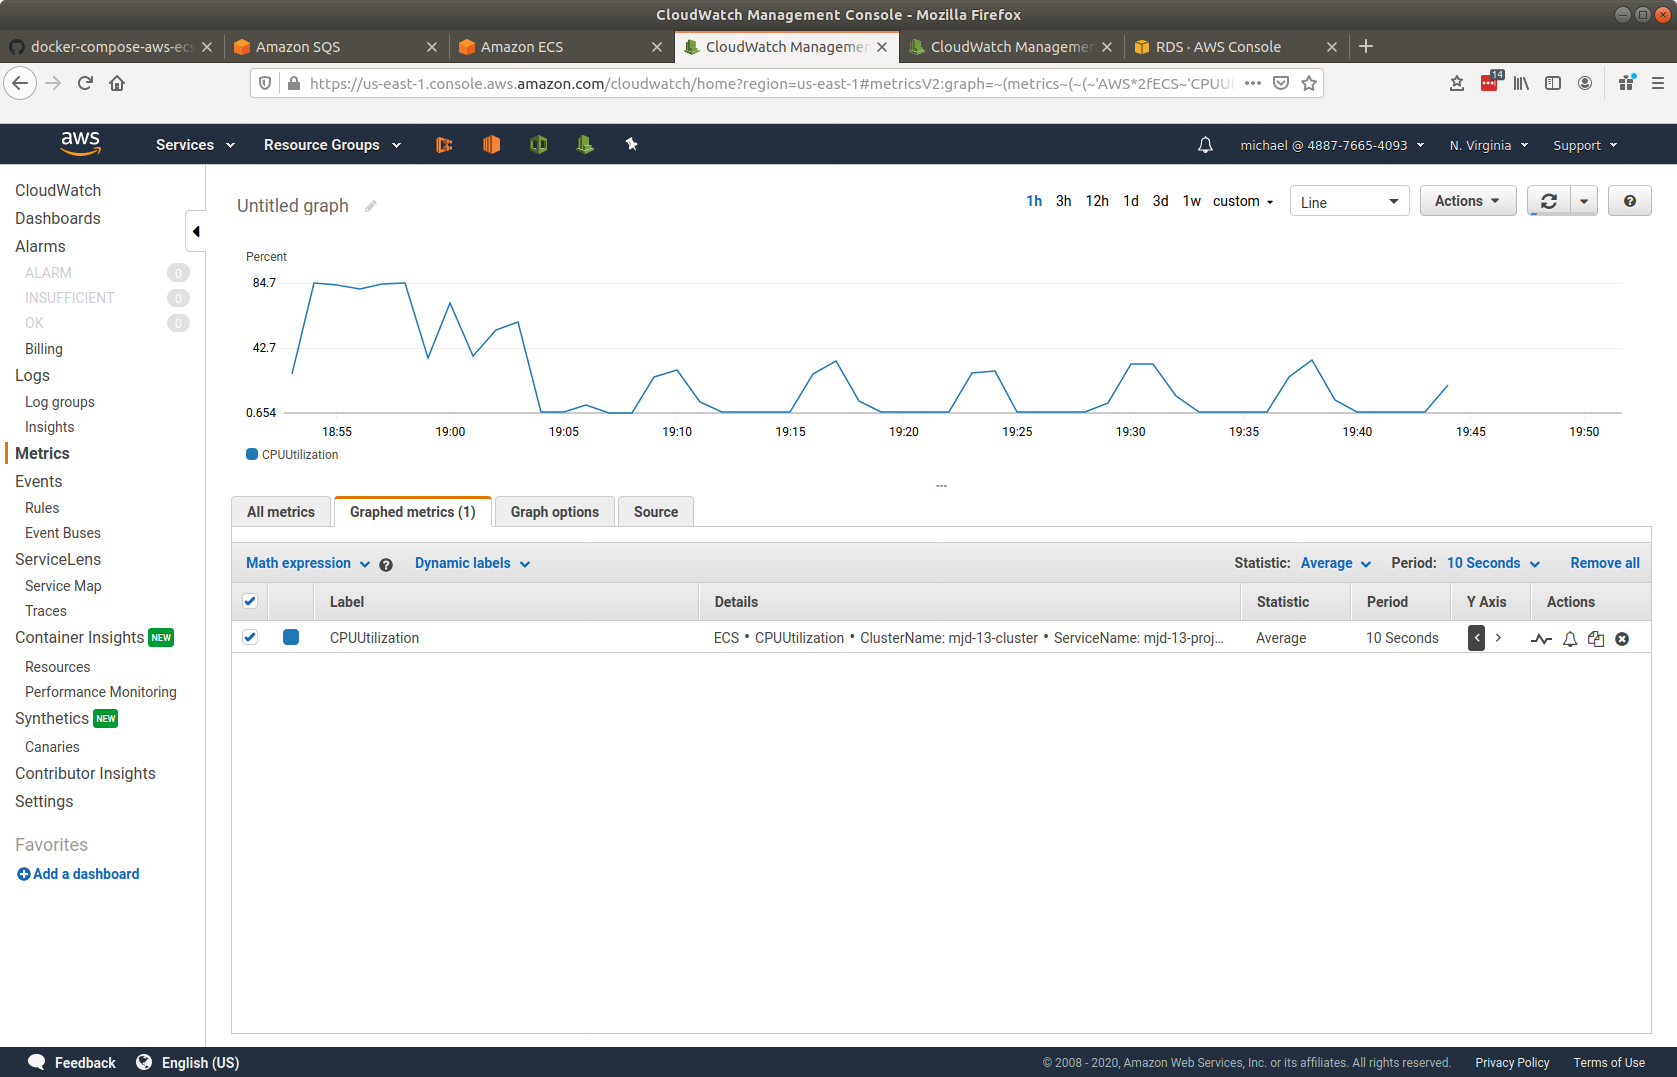 CloudWatch Management Console - Mozilla Firefox
docker-compose-aws-ecs
Amazon SQS
Amazon ECS
CloudWatch Managemen
CloudWatch Manageme
RDS · AWS Console
https://us-east-1.console.aws.amazon.com/cloudwatch/home?region=us-east-1#metricsV2:graph=~(metrics~(~(~'AWS*2fECS~'CPUUt
14
aws
Services
Resource Groups
michael @ 4887-7665-4093
N. Virginia
Support
CloudWatch
Dashboards
Alarms
ALARM 0
INSUFFICIENT 0
OK 0
Billing
Logs
Log groups
Insights
Metrics
Events
Rules
Event Buses
ServiceLens
Service Map
Traces
Container Insights NEW
Resources
Performance Monitoring
Synthetics NEW
Canaries
Contributor Insights
Settings
Favorites
Add a dashboard
Untitled graph
1h 3h 12h 1d 3d 1w custom
Line
Actions
Percent
84.7
42.7
0.654
18:55 19:00 19:05 19:10 19:15 19:20 19:25 19:30 19:35 19:40 19:45 19:50
CPUUtilization
All metrics
Graphed metrics (1)
Graph options
Source
Math expression
Dynamic labels
Statistic: Average
Period: 10 Seconds
Remove all
Label Details Statistic Period Y Axis Actions
CPUUtilization ECS • CPUUtilization • ClusterName: mjd-13-cluster • ServiceName: mjd-13-proj... Average 10 Seconds
Feedback
English (US)
© 2008 - 2020, Amazon Web Services, Inc. or its affiliates. All rights reserved.
Privacy Policy
Terms of Use